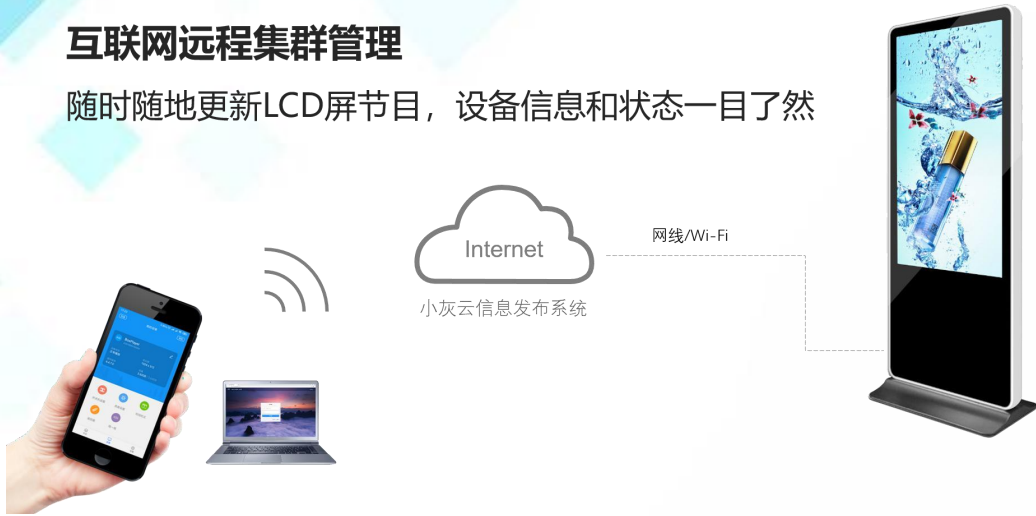 互联网远程集群管理
随时随地更新LCD屏节目，设备信息和状态一目了然
Internet
网线/Wi-Fi
小灰云信息发布系统